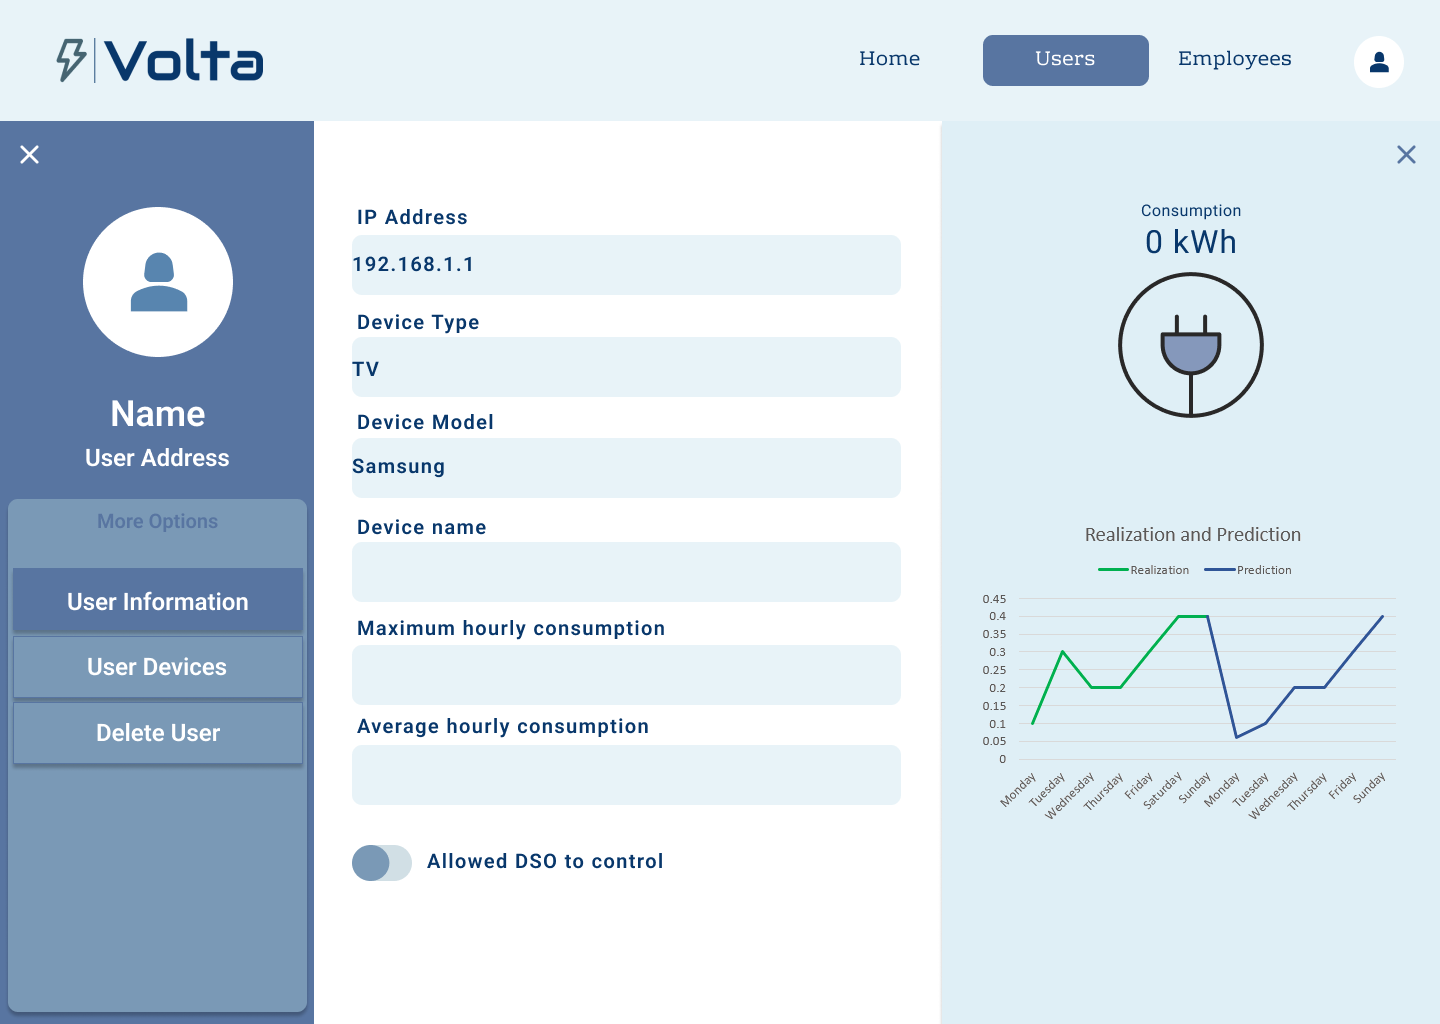 Volta
Home
Users
Employees
Name
User Address
More Options
User Information
User Devices
Delete User
IP Address
192.168.1.1
Device Type
TV
Device Model
Samsung
Device name
Maximum hourly consumption
Average hourly consumption
Allowed DSO to control
Consumption
0 kWh
Realization and Prediction
Realization Prediction
0.45
0.4
0.35
0.3
0.25
0.2
0.15
0.1
0.05
0
Monday Tuesday Wednesday Thursday Friday Saturday Sunday Monday Tuesday Wednesday Thursday Friday Sunday